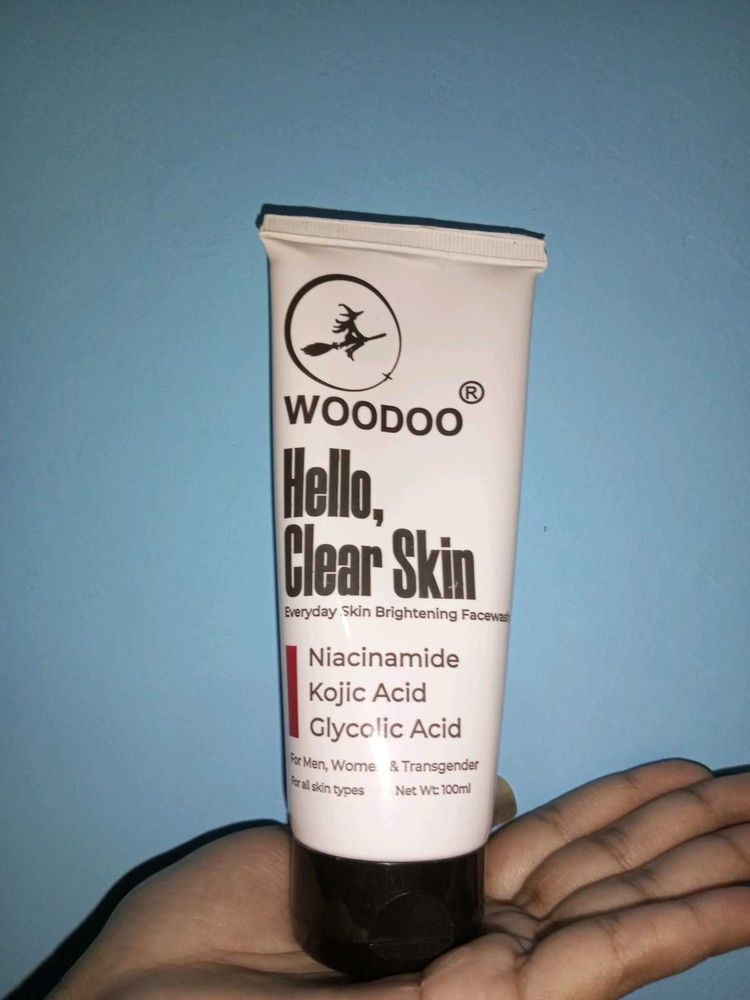 WOODOO®
Hello,
Clear Skin
Everyday Skin Brightening Facewash
Niacinamide
Kojic Acid
Glycolic Acid
For Men, Women & Transgender
For all skin types Net Wt: 100ml